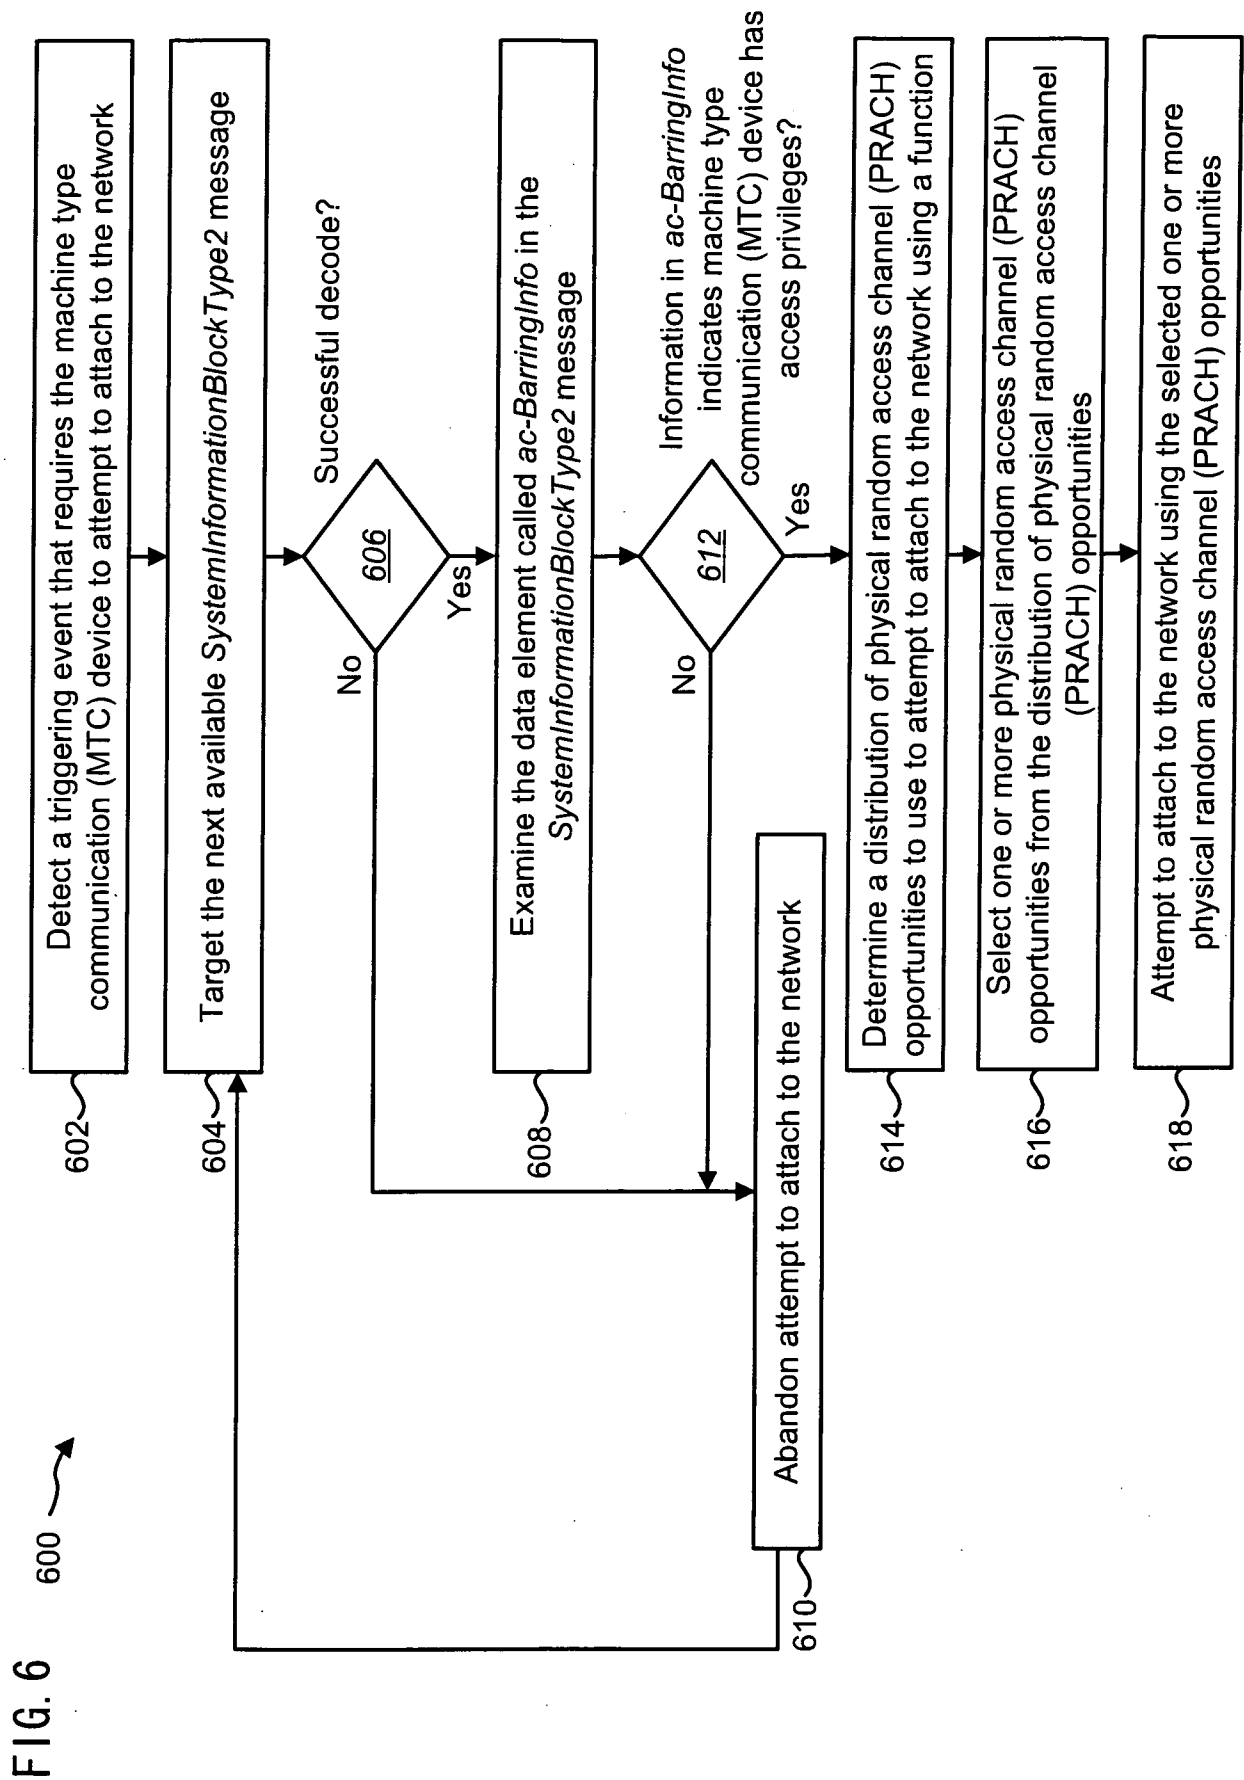 FIG. 6
600
Detect a triggering event that requires the machine type
communication (MTC) device to attempt to attach to the network
602
Target the next available SystemInformationBlockType2 message
604
Successful decode?
606
No
Yes
Examine the data element called ac-BarringInfo in the
SystemInformationBlockType2 message
608
Information in ac-BarringInfo
indicates machine type
communication (MTC) device has
access privileges?
612
No
Yes
Abandon attempt to attach to the network
610
Determine a distribution of physical random access channel (PRACH)
opportunities to use to attempt to attach to the network using a function
614
Select one or more physical random access channel (PRACH)
opportunities from the distribution of physical random access channel
(PRACH) opportunities
616
Attempt to attach to the network using the selected one or more
physical random access channel (PRACH) opportunities
618